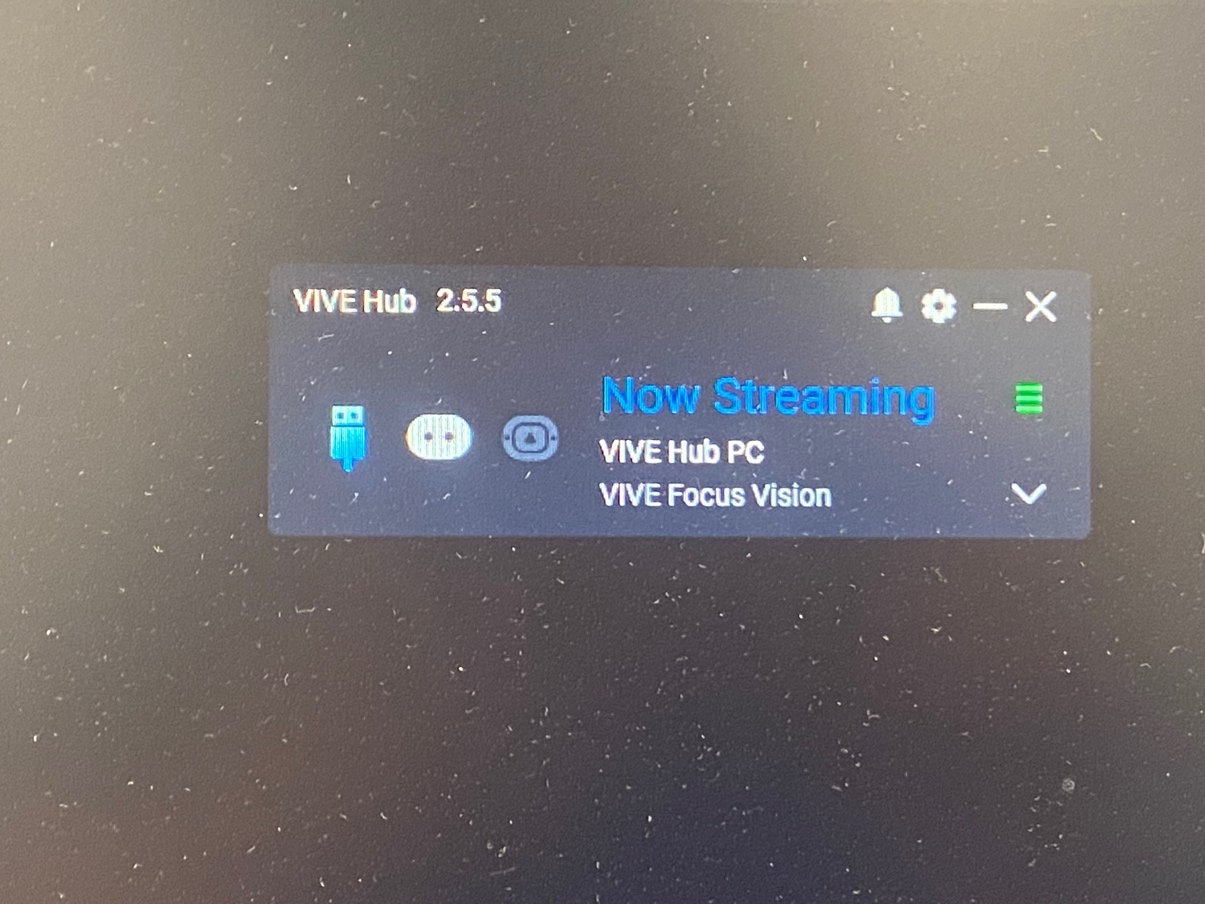 VIVE Hub 2.5.5
Now Streaming
VIVE Hub PC
VIVE Focus Vision